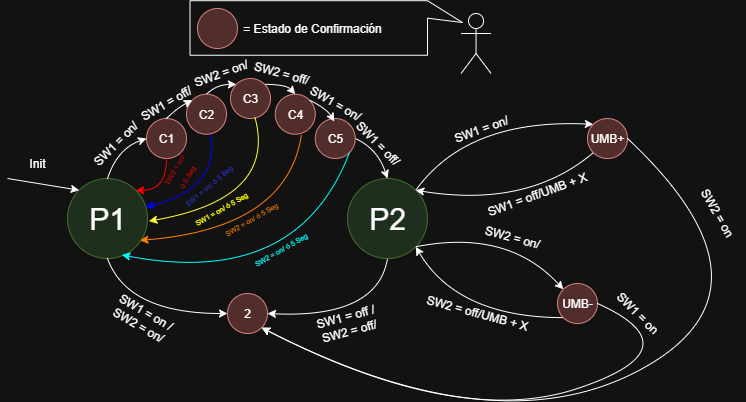 = Estado de Confirmación
SW2 = on/
SW2 = off/
SW1 = off/
SW1 = on/
SW1 = on/
SW1 = off/
C1
C2
C3
C4
C5
Init
SW2 = on/
ó 5 Seg
SW1 = on/ ó 5 Seg
SW1 = on/ ó 5 Seg
SW2 = on/ ó 5 Seg
SW2 = on/ ó 5 Seg
P1
P2
SW1 = on/
UMB+
SW1 = off/UMB + X
SW2 = on
SW2 = on/
UMB-
SW2 = off/UMB + X
SW1 = on
SW1 = on /
SW2 = on/
2
SW1 = off /
SW2 = off/